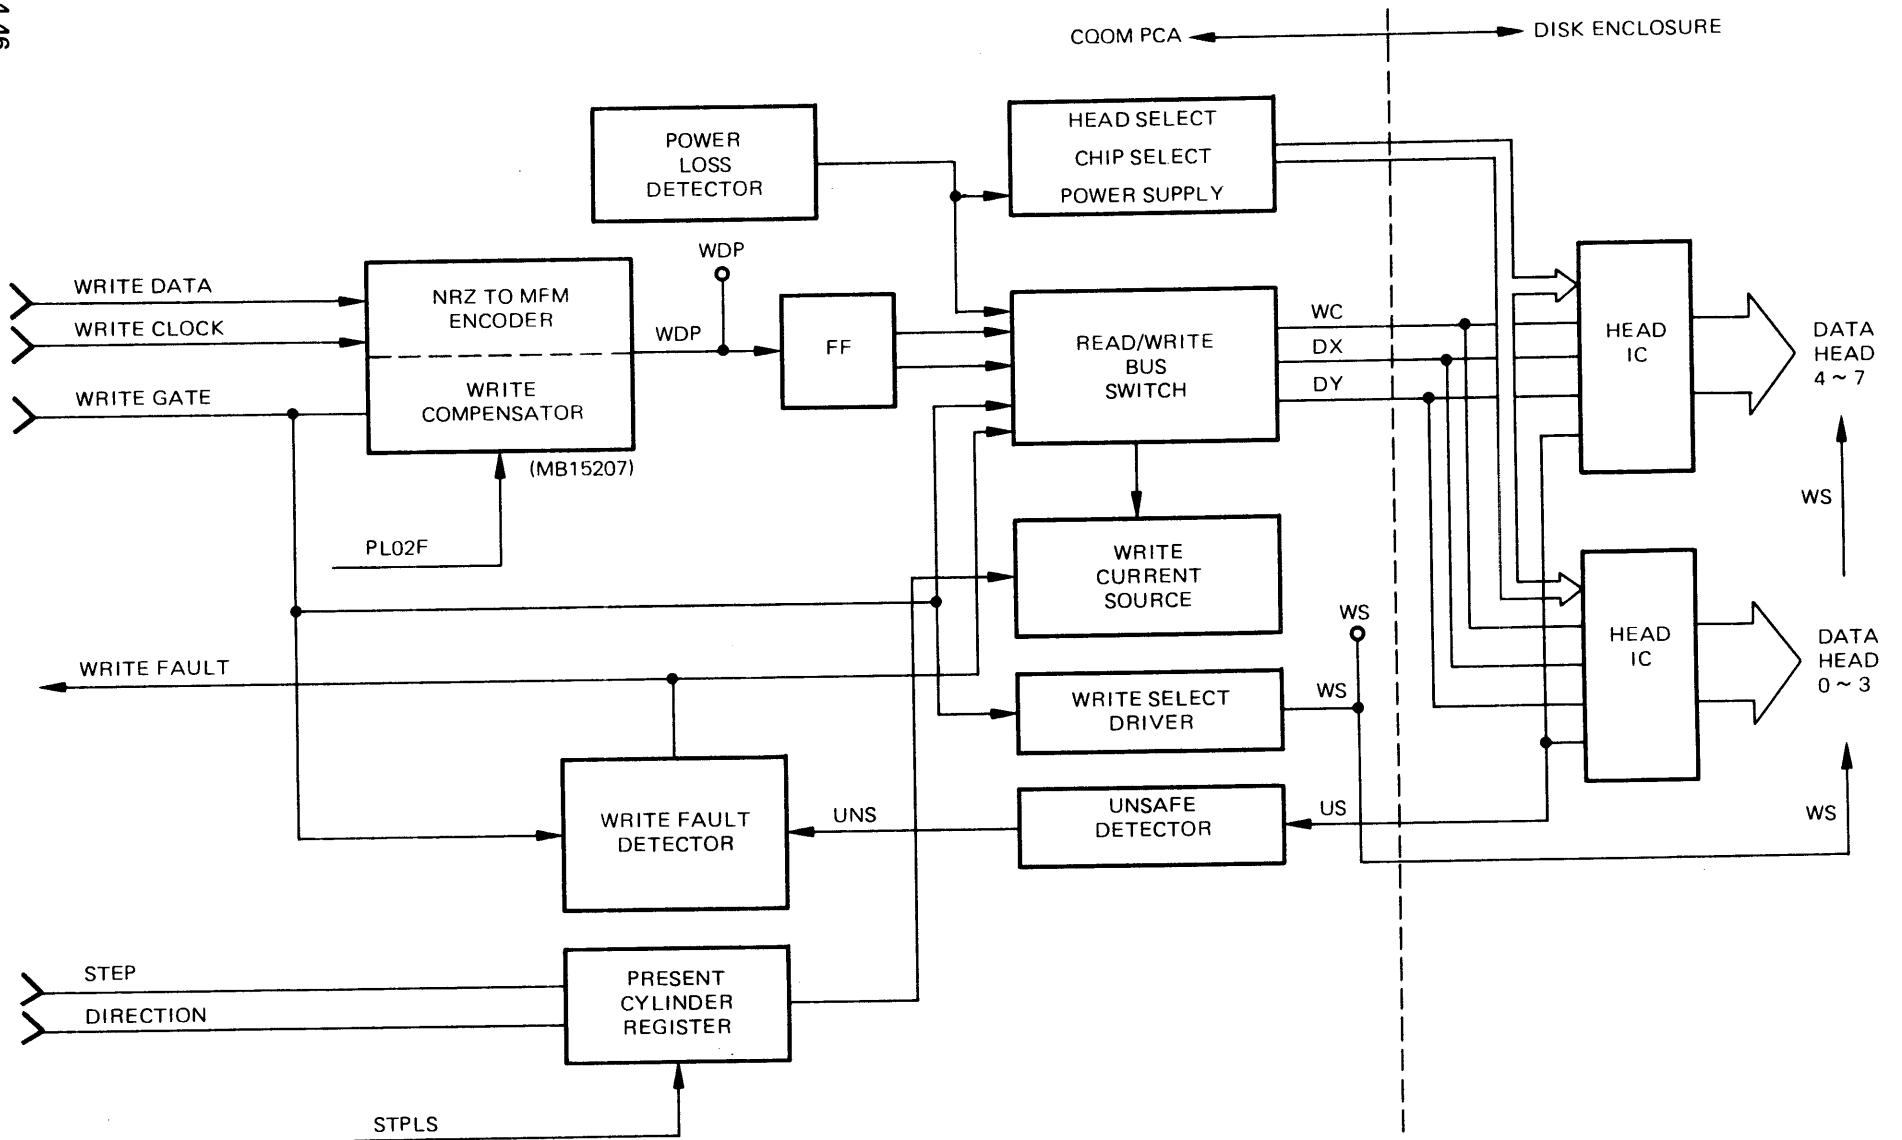 4-46
CQOM PCA
DISK ENCLOSURE
POWER
LOSS
DETECTOR
HEAD SELECT
CHIP SELECT
POWER SUPPLY
WRITE DATA
WRITE CLOCK
WRITE GATE
NRZ TO MFM
ENCODER
WRITE
COMPENSATOR
(MB15207)
PL02F
WDP
WDP
FF
READ/WRITE
BUS
SWITCH
WC
DX
DY
HEAD
IC
DATA
HEAD
4 ~ 7
WS
WRITE
CURRENT
SOURCE
WS
HEAD
IC
DATA
HEAD
0 ~ 3
WRITE FAULT
WRITE SELECT
DRIVER
WS
WRITE FAULT
DETECTOR
UNS
UNSAFE
DETECTOR
US
WS
STEP
DIRECTION
PRESENT
CYLINDER
REGISTER
STPLS